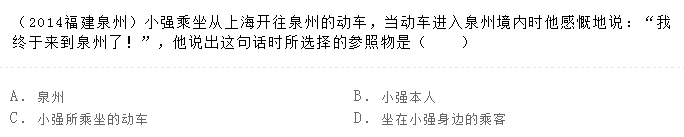 （2014福建泉州）小强乘坐从上海开往泉州的动车，当动车进入泉州境内时他感慨地说：“我
终于来到泉州了！”，他说出这句话时所选择的参照物是（　　）
A. 泉州　　B. 小强本人
C. 小强所乘坐的动车　　D. 坐在小强身边的乘客